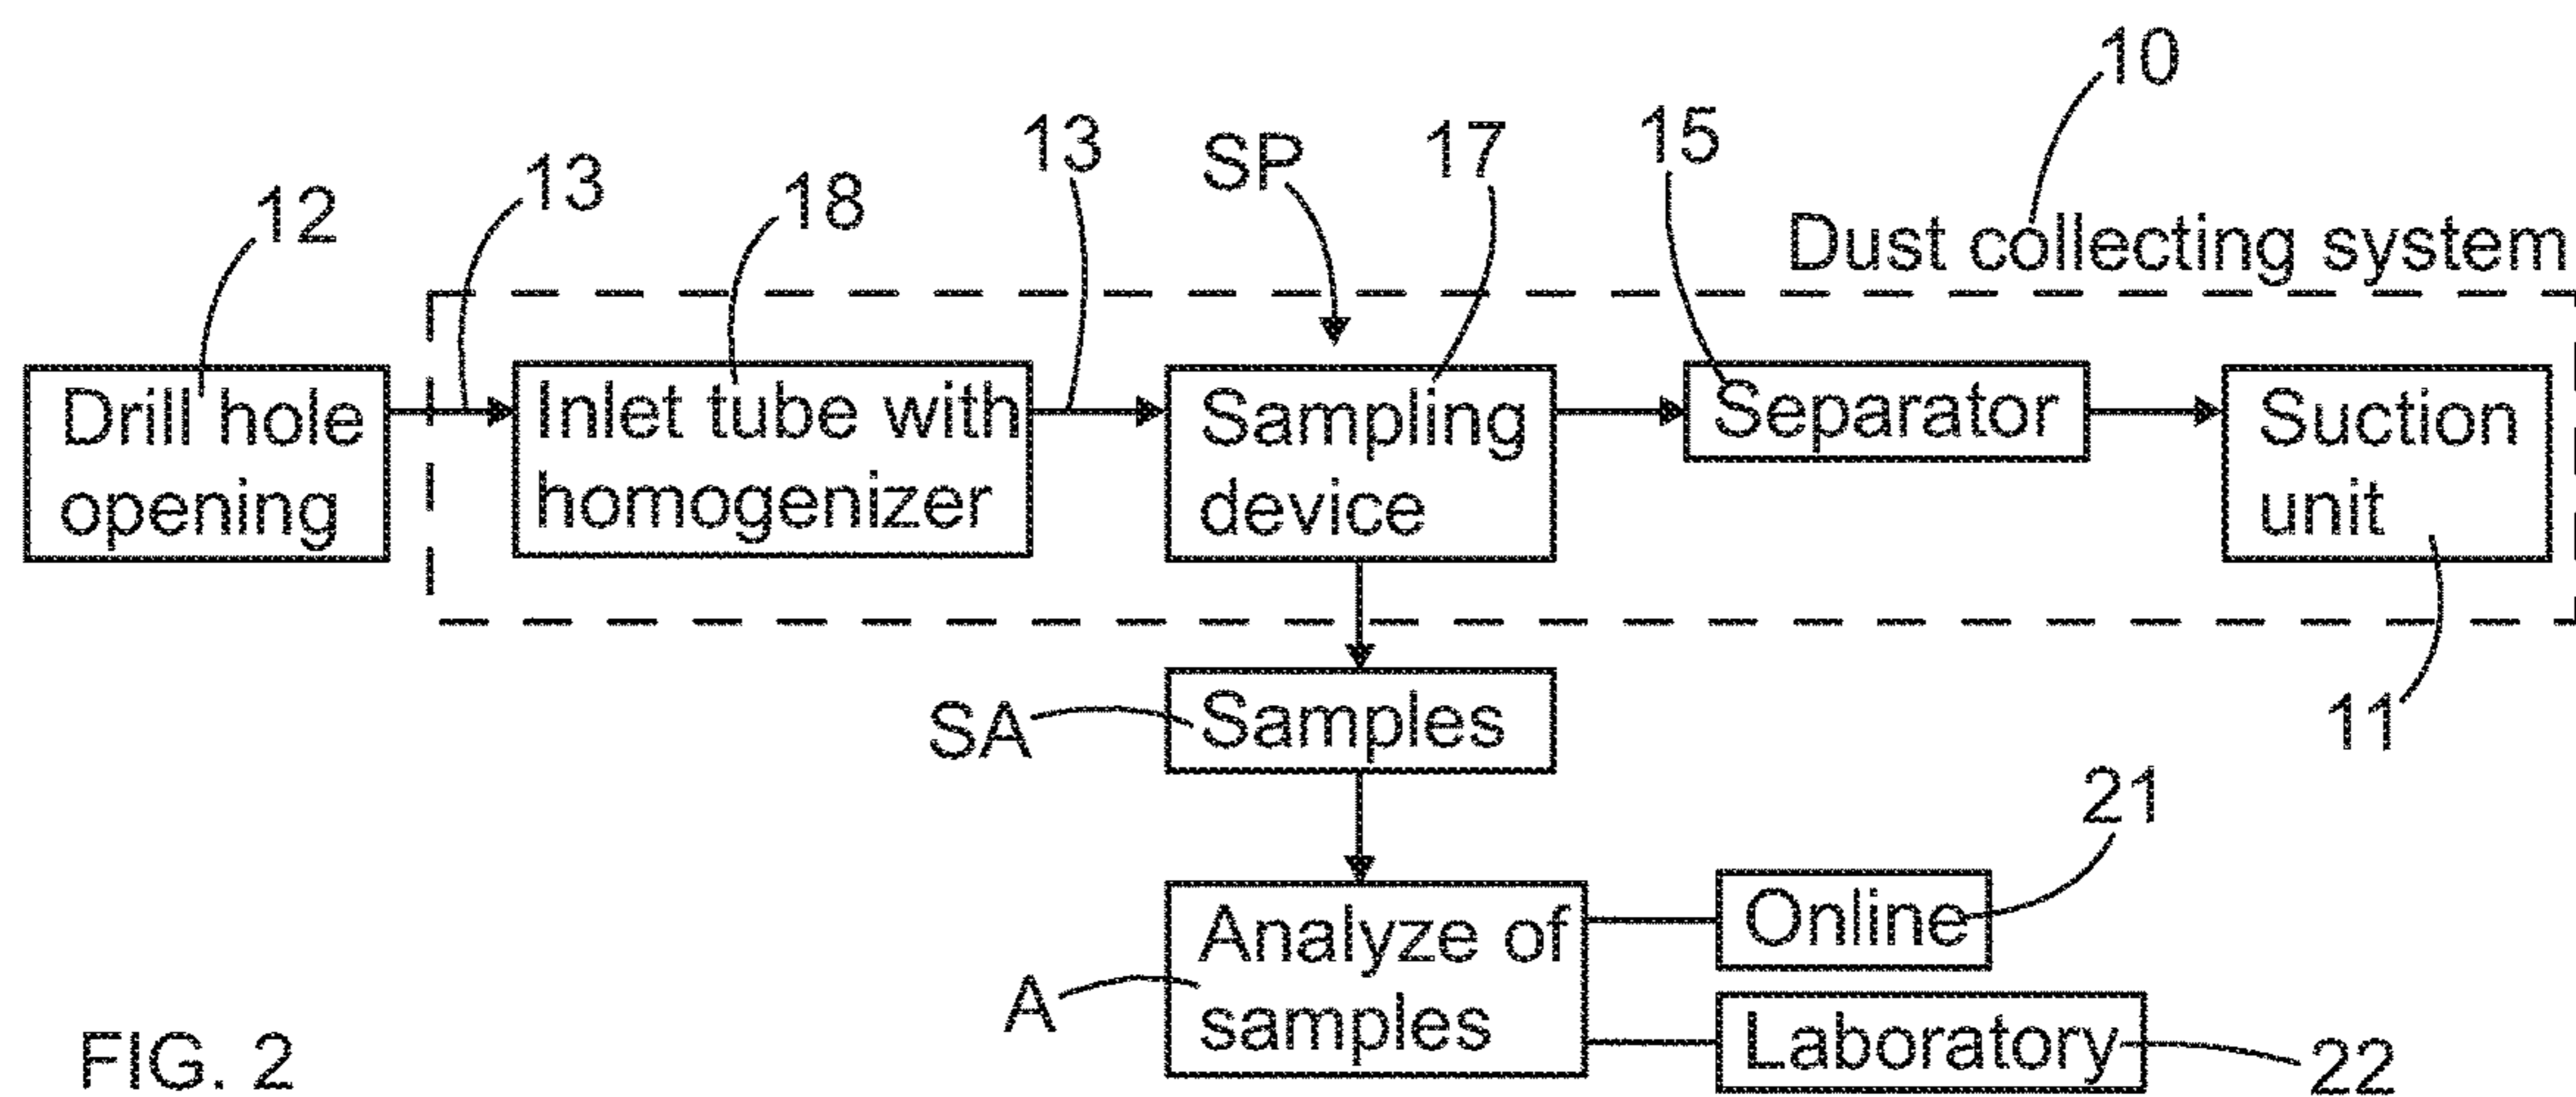 10
13
SP
17
15
13
18
12
Dust collecting system
Drill hole
opening
Inlet tube with
homogenizer
Sampling
device
Separator
Suction
unit
SA
Samples
11
21
Analyze of
samples
Online
A
Laboratory
22
FIG. 2